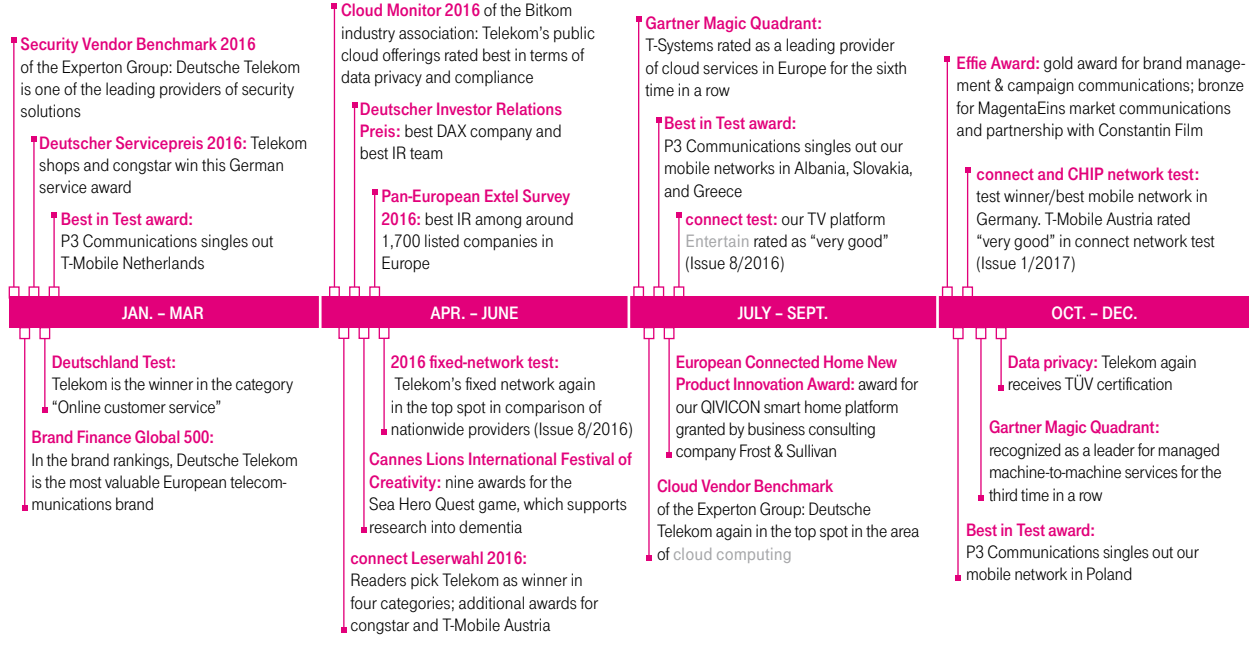 Security Vendor Benchmark 2016
of the Experton Group: Deutsche Telekom
is one of the leading providers of security
solutions
Deutscher Servicepreis 2016: Telekom
shops and congstar win this German
service award
Best in Test award:
P3 Communications singles out
T-Mobile Netherlands
Cloud Monitor 2016 of the Bitkom
industry association: Telekom's public
cloud offerings rated best in terms of
data privacy and compliance
Deutscher Investor Relations
Preis: best DAX company and
best IR team
Pan-European Extel Survey
2016: best IR among around
1,700 listed companies in
Europe
Gartner Magic Quadrant:
T-Systems rated as a leading provider
of cloud services in Europe for the sixth
time in a row
Best in Test award:
P3 Communications singles out our
mobile networks in Albania, Slovakia,
and Greece
connect test: our TV platform
Entertain rated as “very good”
(Issue 8/2016)
Effie Award: gold award for brand manage-
ment & campaign communications; bronze
for MagentaEins market communications
and partnership with Constantin Film
connect and CHIP network test:
test winner/best mobile network in
Germany. T-Mobile Austria rated
“very good” in connect network test
(Issue 1/2017)
JAN. – MAR
APR. – JUNE
JULY – SEPT.
OCT. – DEC.
Deutschland Test:
Telekom is the winner in the category
“Online customer service”
Brand Finance Global 500:
In the brand rankings, Deutsche Telekom
is the most valuable European telecom-
munications brand
2016 fixed-network test:
Telekom's fixed network again
in the top spot in comparison of
nationwide providers (Issue 8/2016)
Cannes Lions International Festival of
Creativity: nine awards for the
Sea Hero Quest game, which supports
research into dementia
connect Leserwahl 2016:
Readers pick Telekom as winner in
four categories; additional awards for
congstar and T-Mobile Austria
European Connected Home New
Product Innovation Award: award for
our QIVICON smart home platform
granted by business consulting
company Frost & Sullivan
Cloud Vendor Benchmark
of the Experton Group: Deutsche
Telekom again in the top spot in the area
of cloud computing
Data privacy: Telekom again
receives TÜV certification
Gartner Magic Quadrant:
recognized as a leader for managed
machine-to-machine services for the
third time in a row
Best in Test award:
P3 Communications singles out our
mobile network in Poland